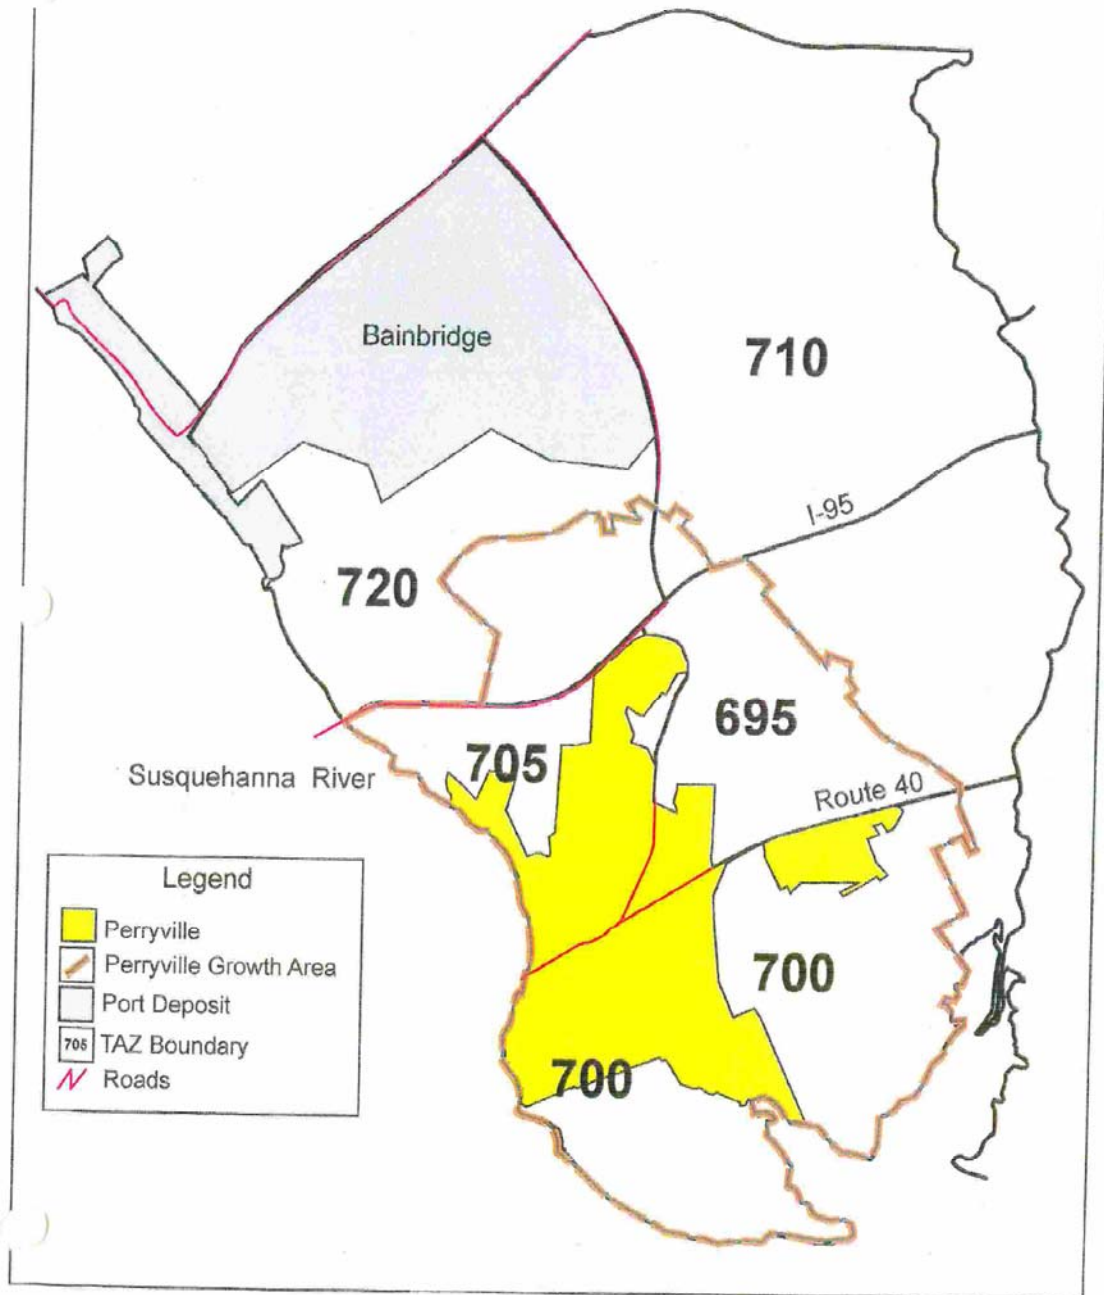 Bainbridge
710
I-95
720
695
705
Susquehanna River
Route 40
Legend
Perryville
Perryville Growth Area
Port Deposit
705 TAZ Boundary
Roads
700
700